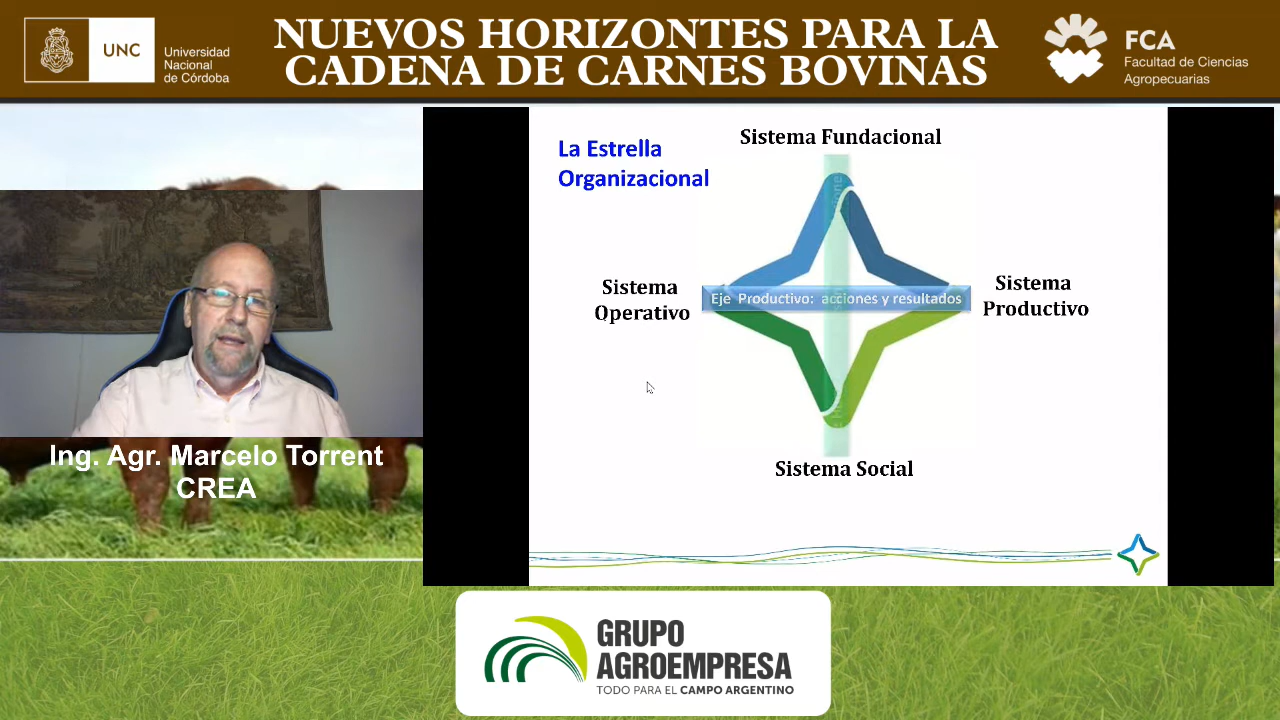 UNC
Universidad
Nacional
de Córdoba
NUEVOS HORIZONTES PARA LA
CADENA DE CARNES BOVINAS
FCA
Facultad de Ciencias
Agropecuarias
La Estrella
Organizacional
Sistema Fundacional
Sistema
Operativo
Eje Productivo: acciones y resultados
Sistema
Productivo
Sistema Social
Ing. Agr. Marcelo Torrent
CREA
GRUPO
AGROEMPRESA
TODO PARA EL CAMPO ARGENTINO